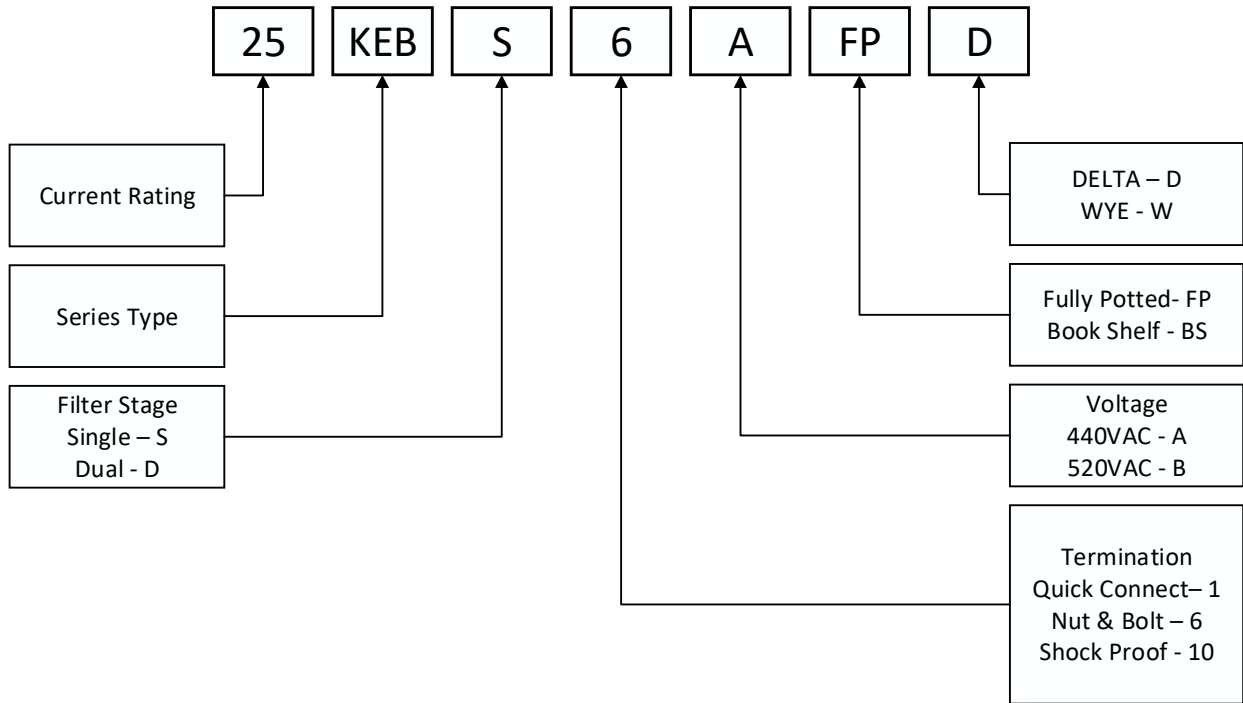 25 KEB S 6 A FP D
Current Rating
Series Type
Filter Stage
Single – S
Dual - D
DELTA – D
WYE - W
Fully Potted- FP
Book Shelf - BS
Voltage
440VAC - A
520VAC - B
Termination
Quick Connect– 1
Nut & Bolt – 6
Shock Proof - 10